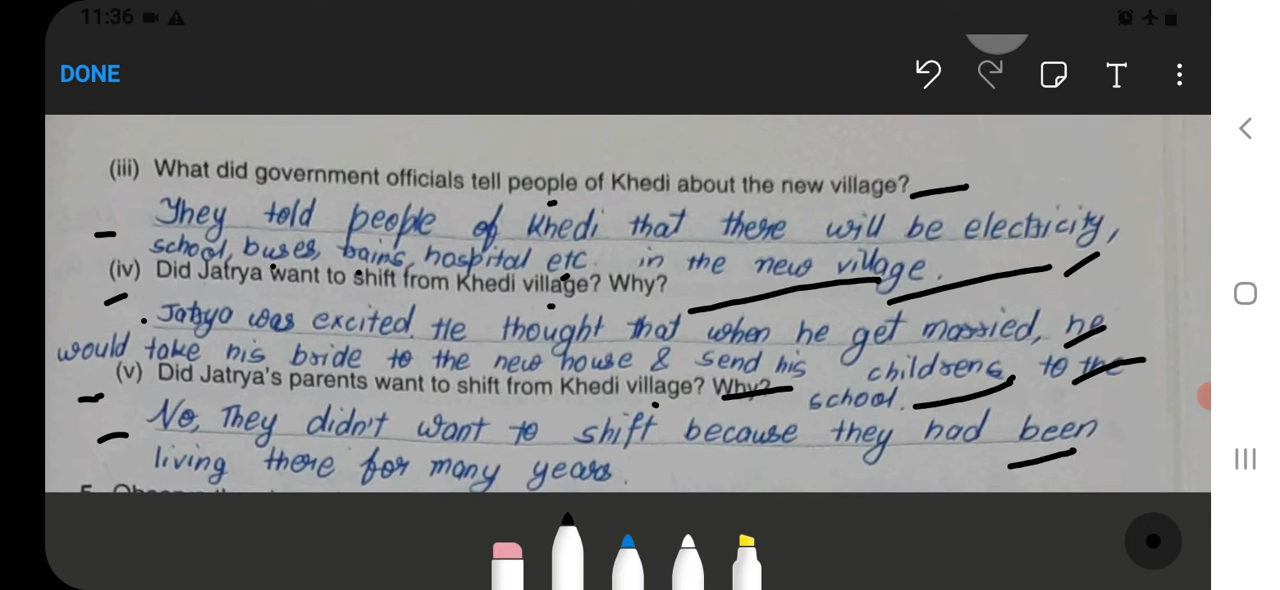 11:36
DONE
T
(iii) What did government officials tell people of Khedi about the new village?
They told people of Khedi that there will be electricity,
school, buses, tains, hospital etc. in the new village.
(iv) Did Jatrya want to shift from Khedi village? Why?
Jatrya was excited. He thought that when he get married, he
would take his bride to the new house & send his childrens to the
school.
(v) Did Jatrya's parents want to shift from Khedi village? Why?
No, They didn't want to shift because they had been
living there for many years.